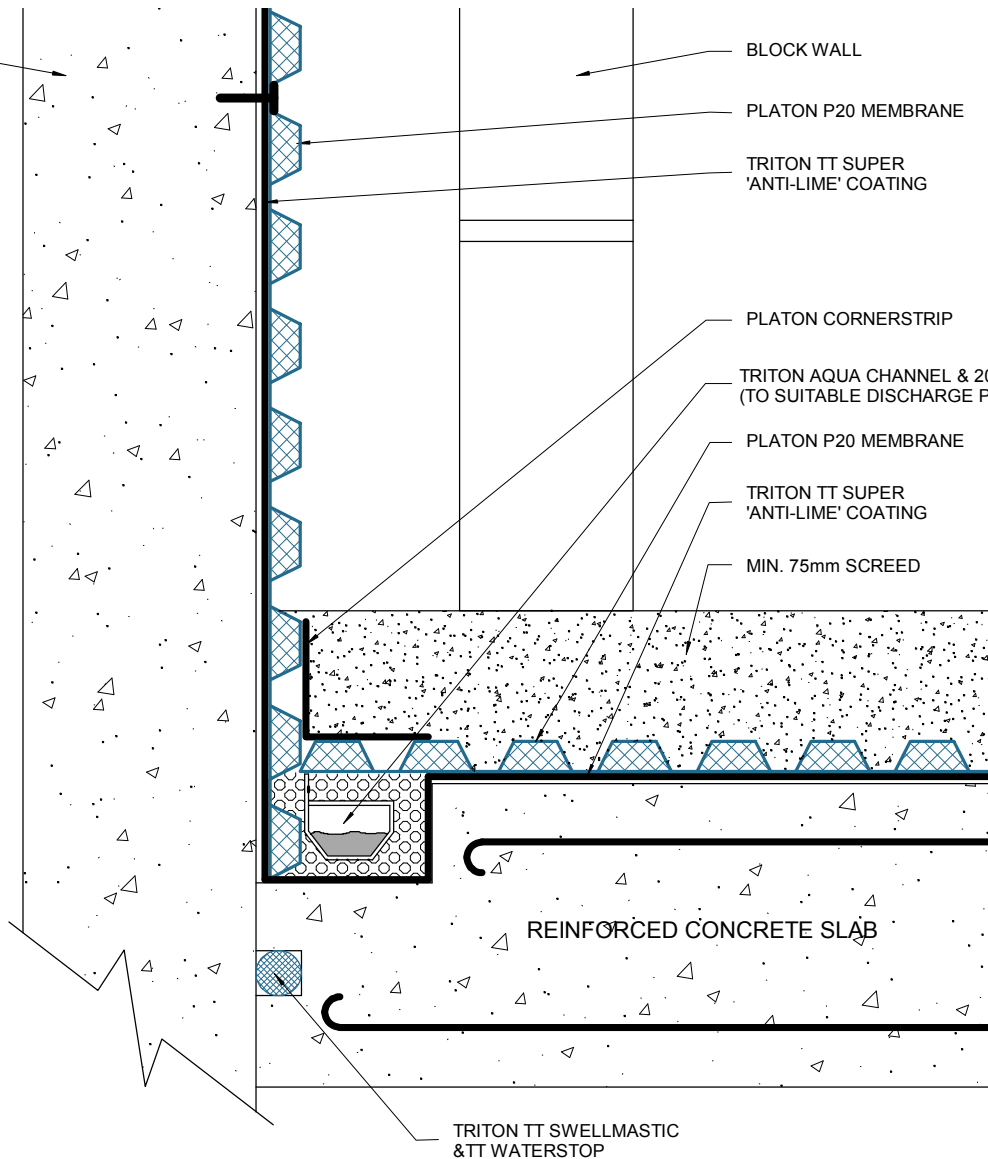 BLOCK WALL
PLATON P20 MEMBRANE
TRITON TT SUPER
'ANTI-LIME' COATING
PLATON CORNERSTRIP
TRITON AQUA CHANNEL & 20
(TO SUITABLE DISCHARGE P
PLATON P20 MEMBRANE
TRITON TT SUPER
'ANTI-LIME' COATING
MIN. 75mm SCREED
REINFORCED CONCRETE SLAB
TRITON TT SWELLMASTIC
&TT WATERSTOP